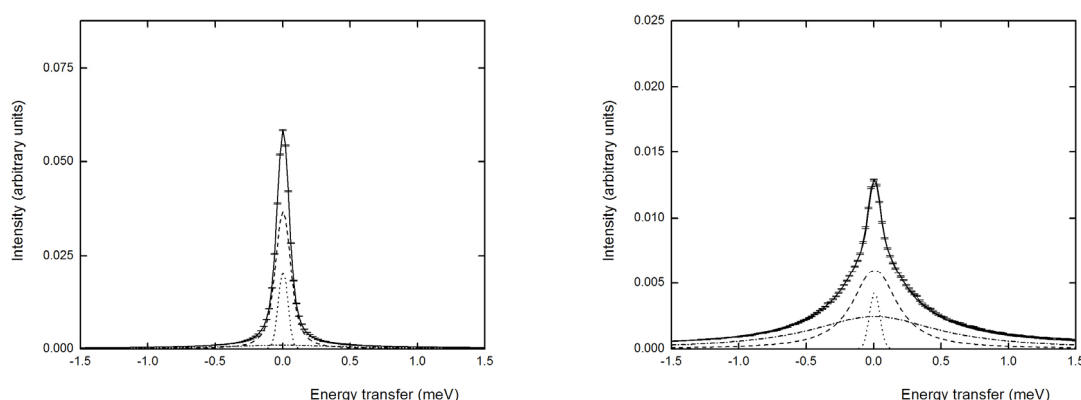 Intensity (arbitrary units)
0.075
0.050
0.025
0.000
-1.5 -1.0 -0.5 0.0 0.5 1.0 1.5
Energy transfer (meV)
Intensity (arbitrary units)
0.025
0.020
0.015
0.010
0.005
0.000
-1.5 -1.0 -0.5 0.0 0.5 1.0 1.5
Energy transfer (meV)